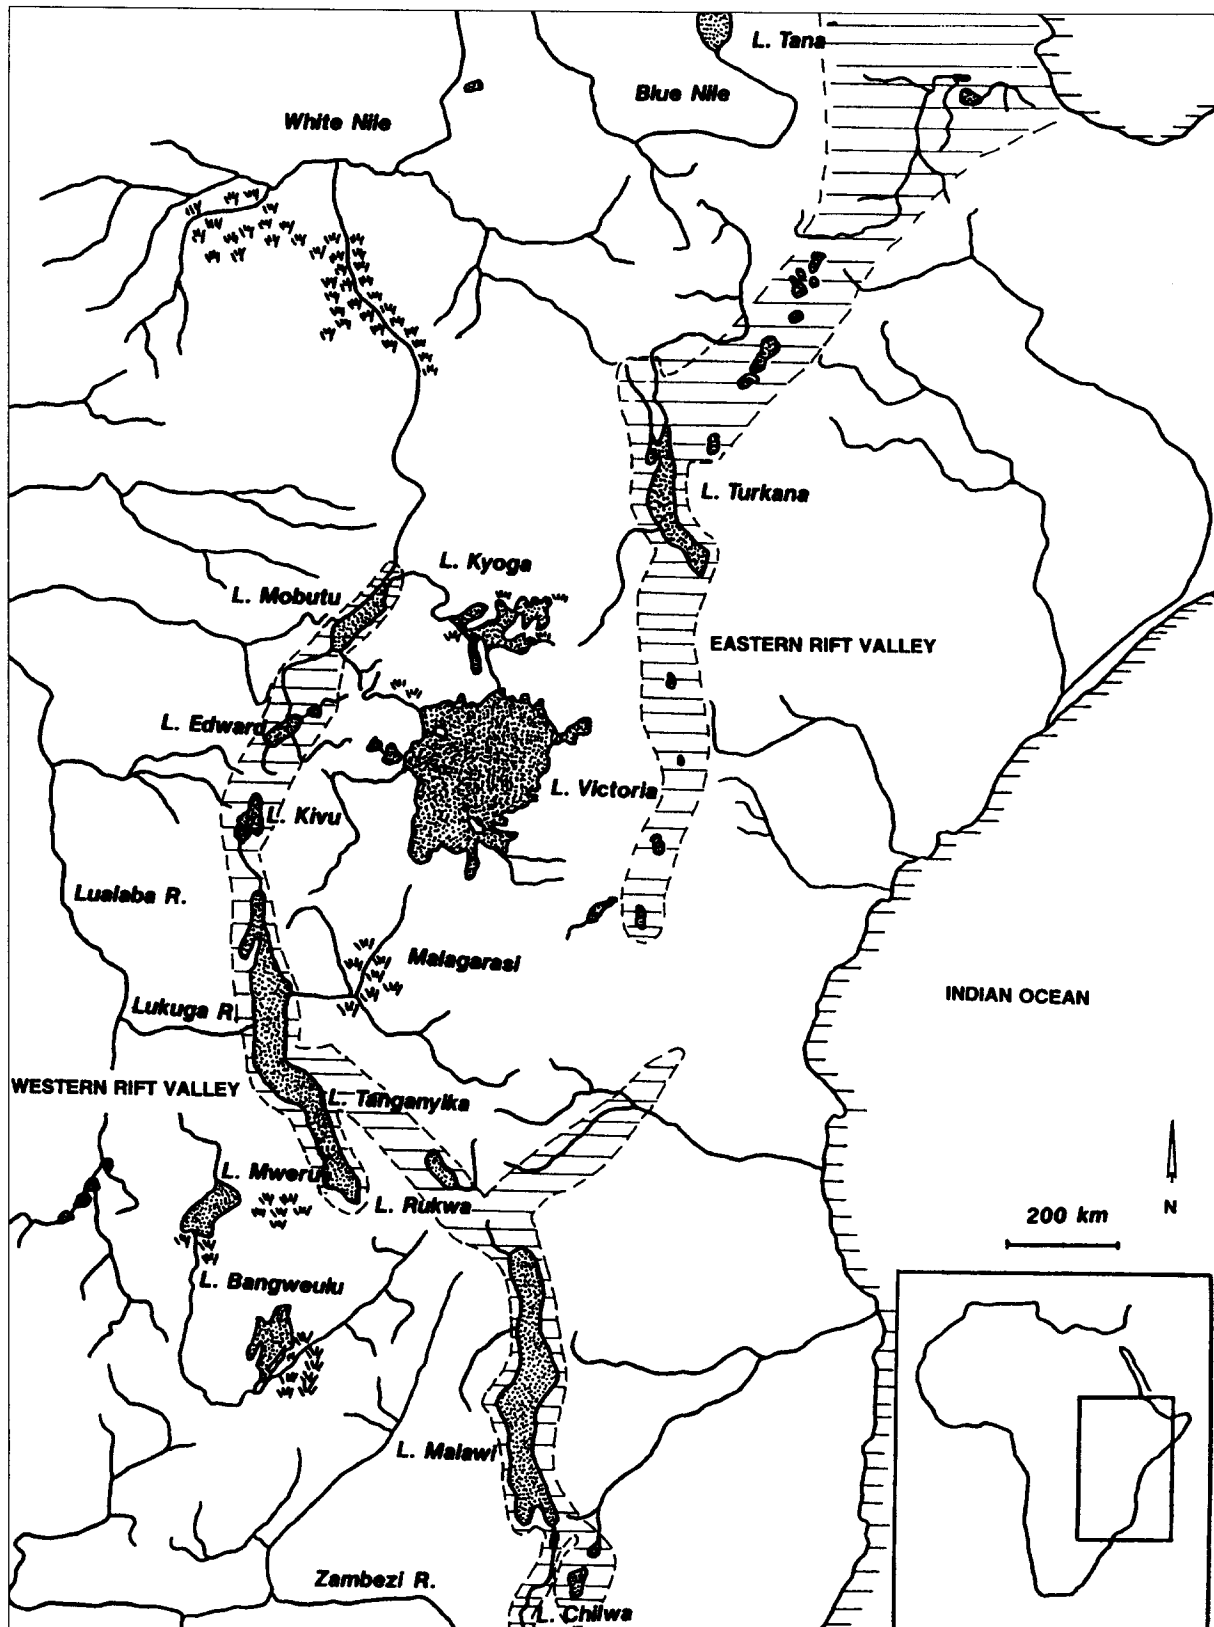 L. Tana
Blue Nile
White Nile
L. Turkana
L. Kyoga
L. Mobutu
EASTERN RIFT VALLEY
L. Edward
L. Victoria
L. Kivu
Lualaba R.
Malagarasi
INDIAN OCEAN
Lukuga R.
WESTERN RIFT VALLEY
L. Tanganyika
L. Mweru
L. Rukwa
N
200 km
L. Bangweulu
L. Malawi
Zambezi R.
L. Chilwa